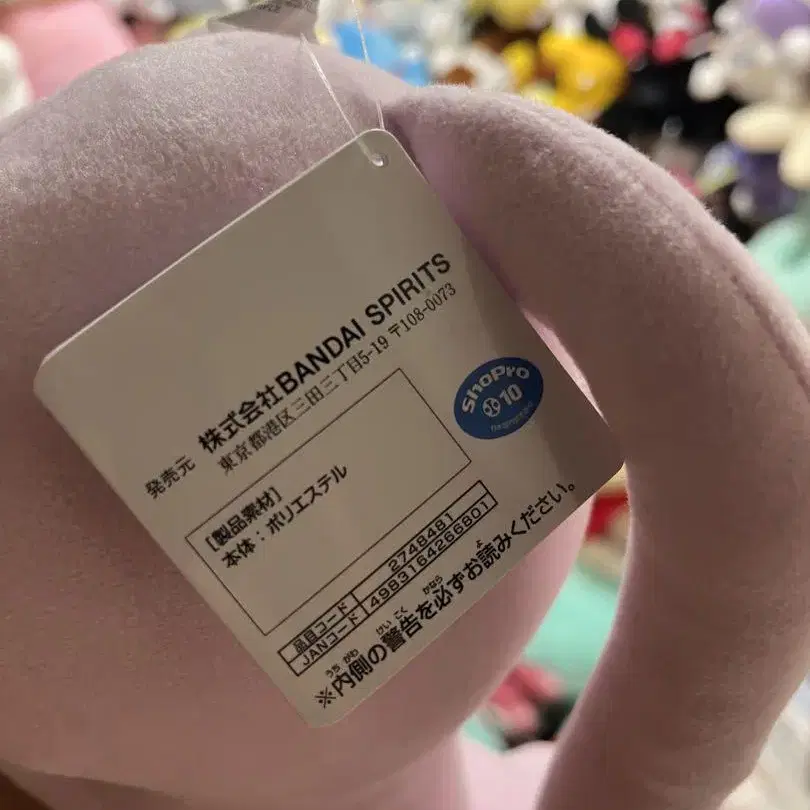 発売元 株式会社BANDAI SPIRITS
東京都港区三田三丁目5-19 〒108-0073
ShoPro
10
[製品素材]
本体：ポリエステル
品目コード 2748481
JANコード 4983164266801
※内側の警告を必ずお読みください。